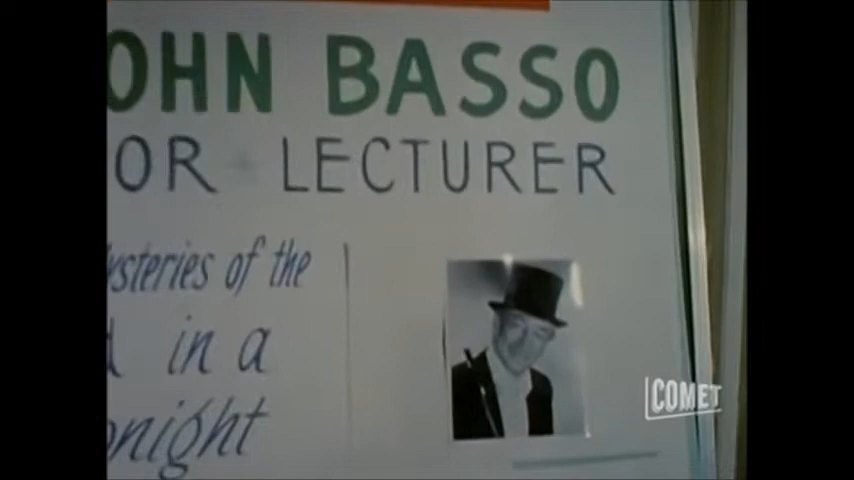 OHN BASSO
OR LECTURER
ysteries of the
d in a
onight
COMET